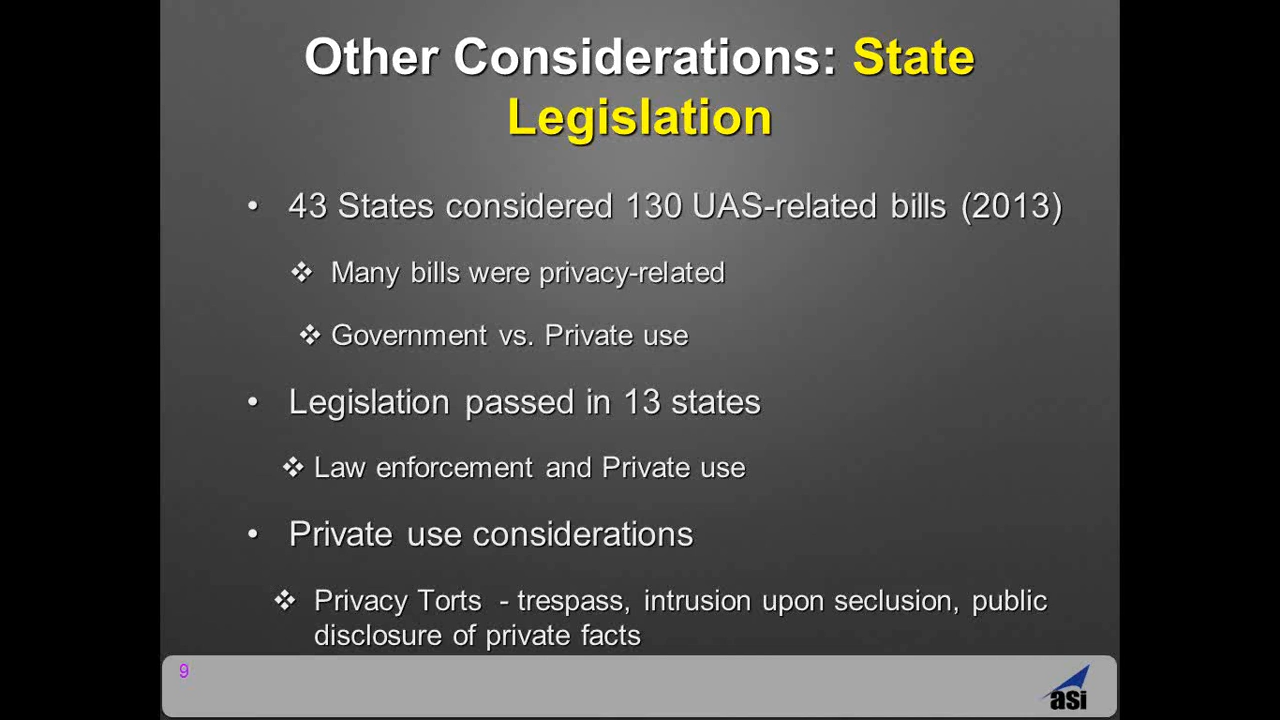 Other Considerations: State
Legislation
• 43 States considered 130 UAS-related bills (2013)
❖ Many bills were privacy-related
❖ Government vs. Private use
• Legislation passed in 13 states
❖ Law enforcement and Private use
• Private use considerations
❖ Privacy Torts - trespass, intrusion upon seclusion, public
disclosure of private facts
9
asi